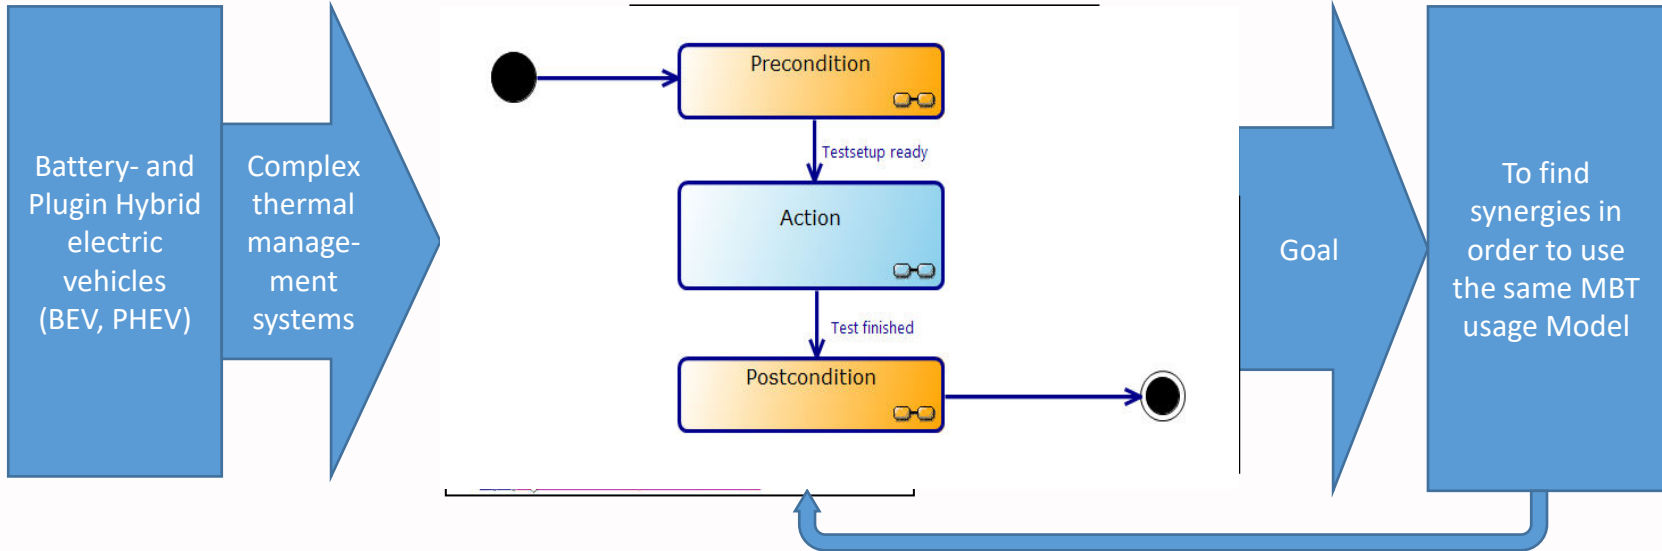 Battery- and
Plugin Hybrid
electric
vehicles
(BEV, PHEV)
Complex
thermal
manage-
ment
systems
Precondition
Testsetup ready
Action
Test finished
Postcondition
Goal
To find
synergies in
order to use
the same MBT
usage Model